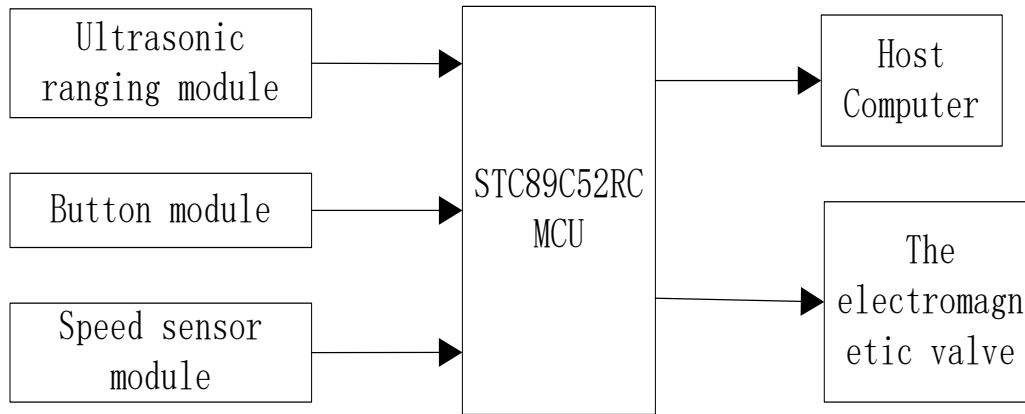 Ultrasonic
ranging module
Button module
Speed sensor
module
STC89C52RC
MCU
Host
Computer
The
electromagn
etic valve